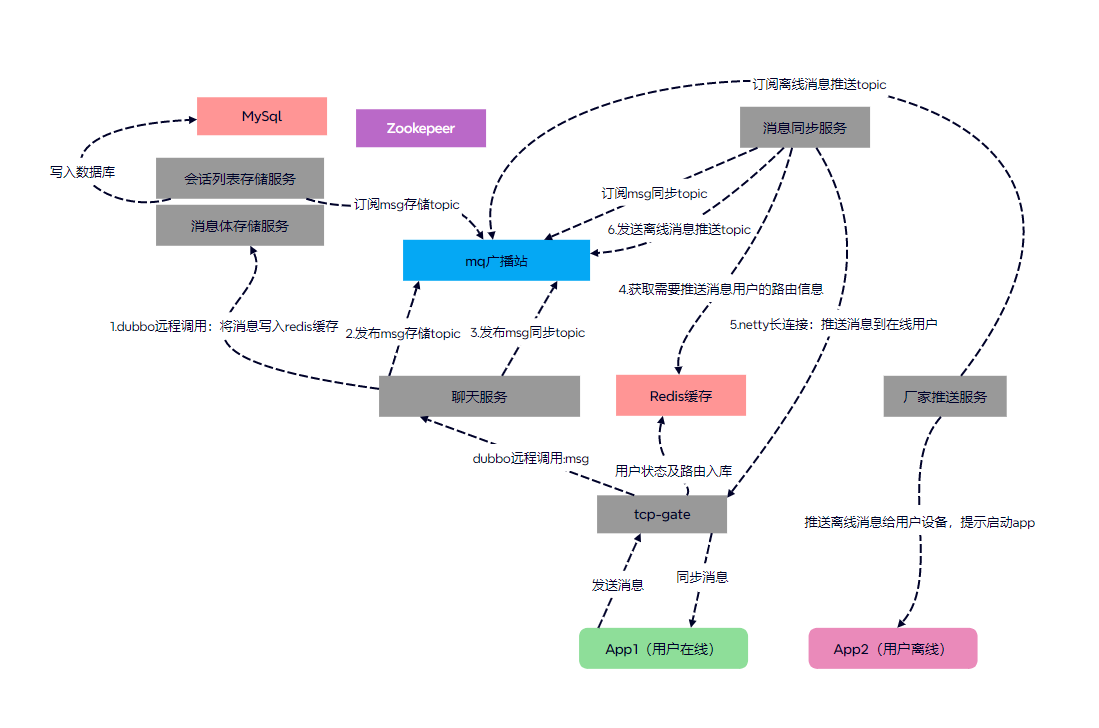 订阅离线消息推送topic
MySql
Zookepeer
消息同步服务
写入数据库
会话列表存储服务
订阅msg同步topic
订阅msg存储topic
消息体存储服务
6.发送离线消息推送topic
mq广播站
4.获取需要推送消息用户的路由信息
1.dubbo远程调用：将消息写入redis缓存
2.发布msg存储topic
3.发布msg同步topic
5.netty长连接：推送消息到在线用户
聊天服务
Redis缓存
厂家推送服务
dubbo远程调用:msg
用户状态及路由入库
tcp-gate
推送离线消息给用户设备，提示启动app
发送消息
同步消息
App1（用户在线）
App2（用户离线）